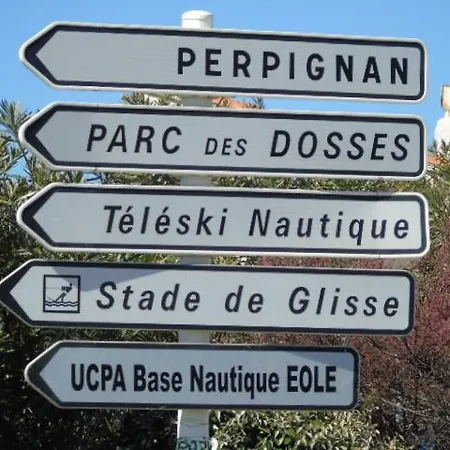 PERPIGNAN
PARC DES DOSSES
Téléski Nautique
Stade de Glisse
UCPA Base Nautique EOLE